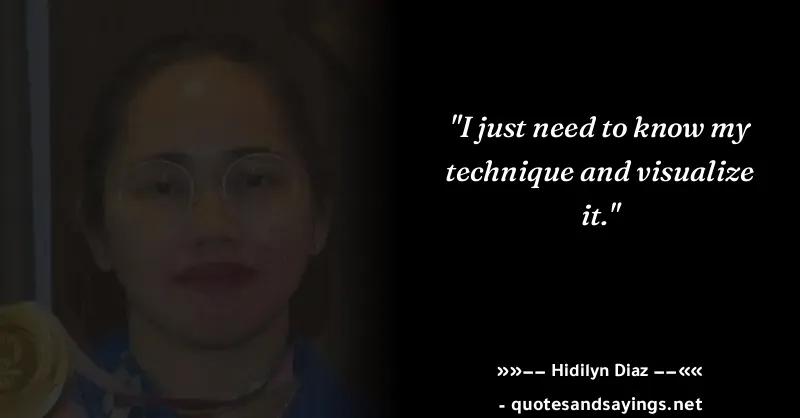 "I just need to know my
technique and visualize
it."
»»−− Hidilyn Diaz −−««
- quotesandsayings.net